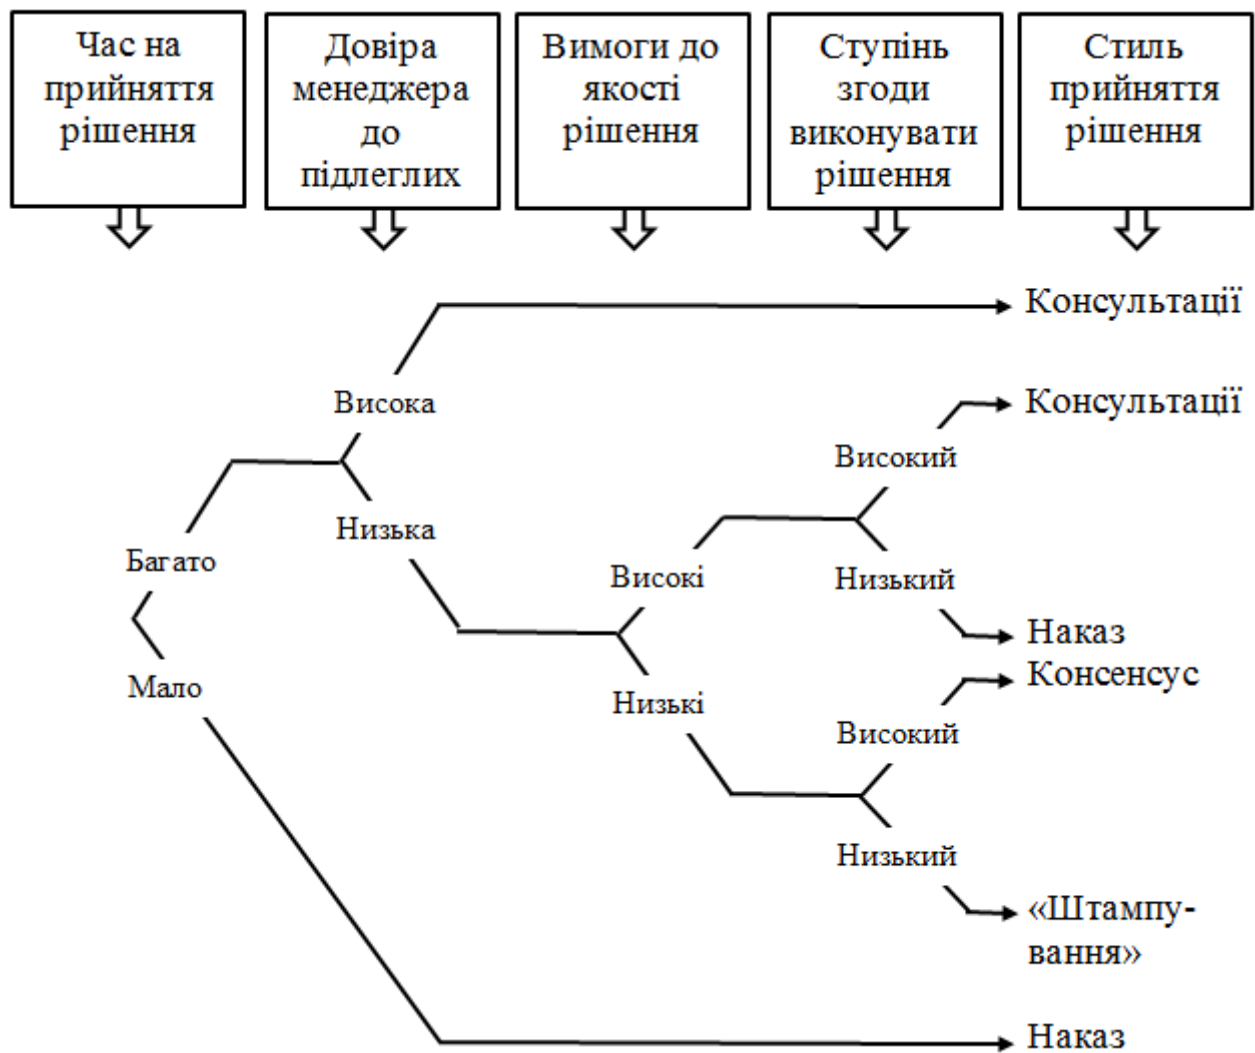 Час на
прийняття
рішення
Довіра
менеджера
до
підлеглих
Вимоги до
якості
рішення
Ступінь
згоди
виконувати
рішення
Стиль
прийняття
рішення
Консультації
Висока
Консультації
Високий
Низька
Багато
Високі
Низький
Наказ
Консенсус
Мало
Низькі
Високий
Низький
«Штампу-
вання»
Наказ